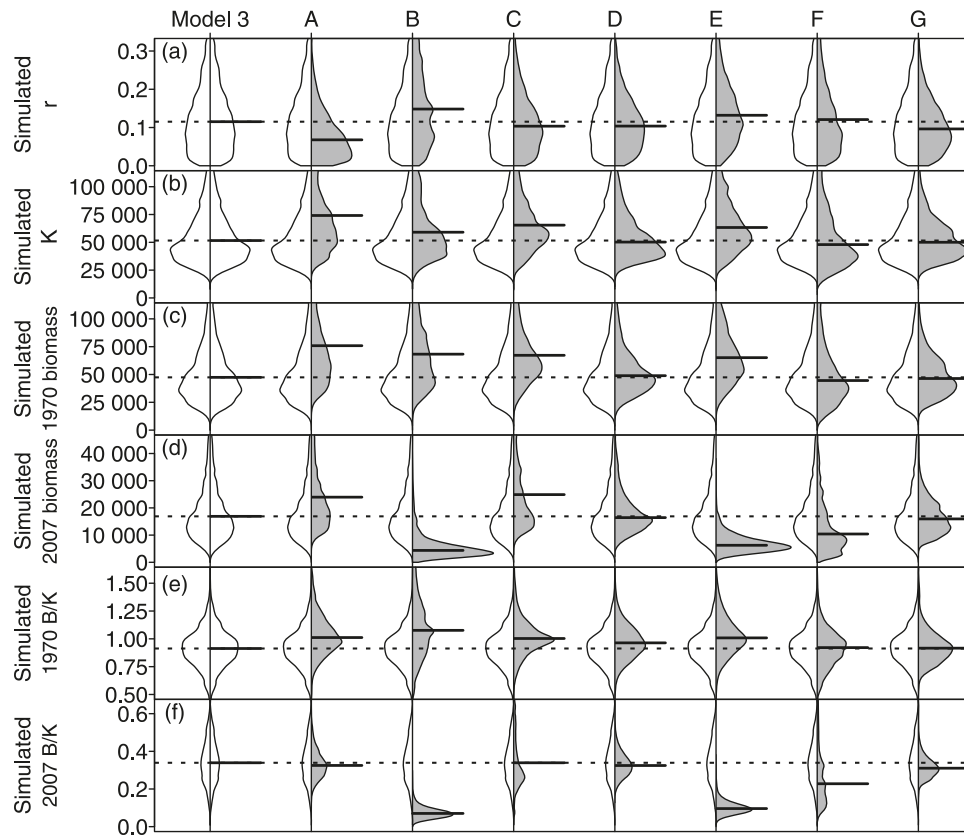 Model 3 A B C D E F G
Simulated r
(a)
0.3
0.2
0.1
0.0
Simulated K
(b)
100 000
75 000
50 000
25 000
0
Simulated 1970 biomass
(c)
100 000
75 000
50 000
25 000
0
Simulated 2007 biomass
(d)
40 000
30 000
20 000
10 000
0
Simulated 1970 B/K
(e)
1.50
1.25
1.00
0.75
0.50
Simulated 2007 B/K
(f)
0.6
0.4
0.2
0.0